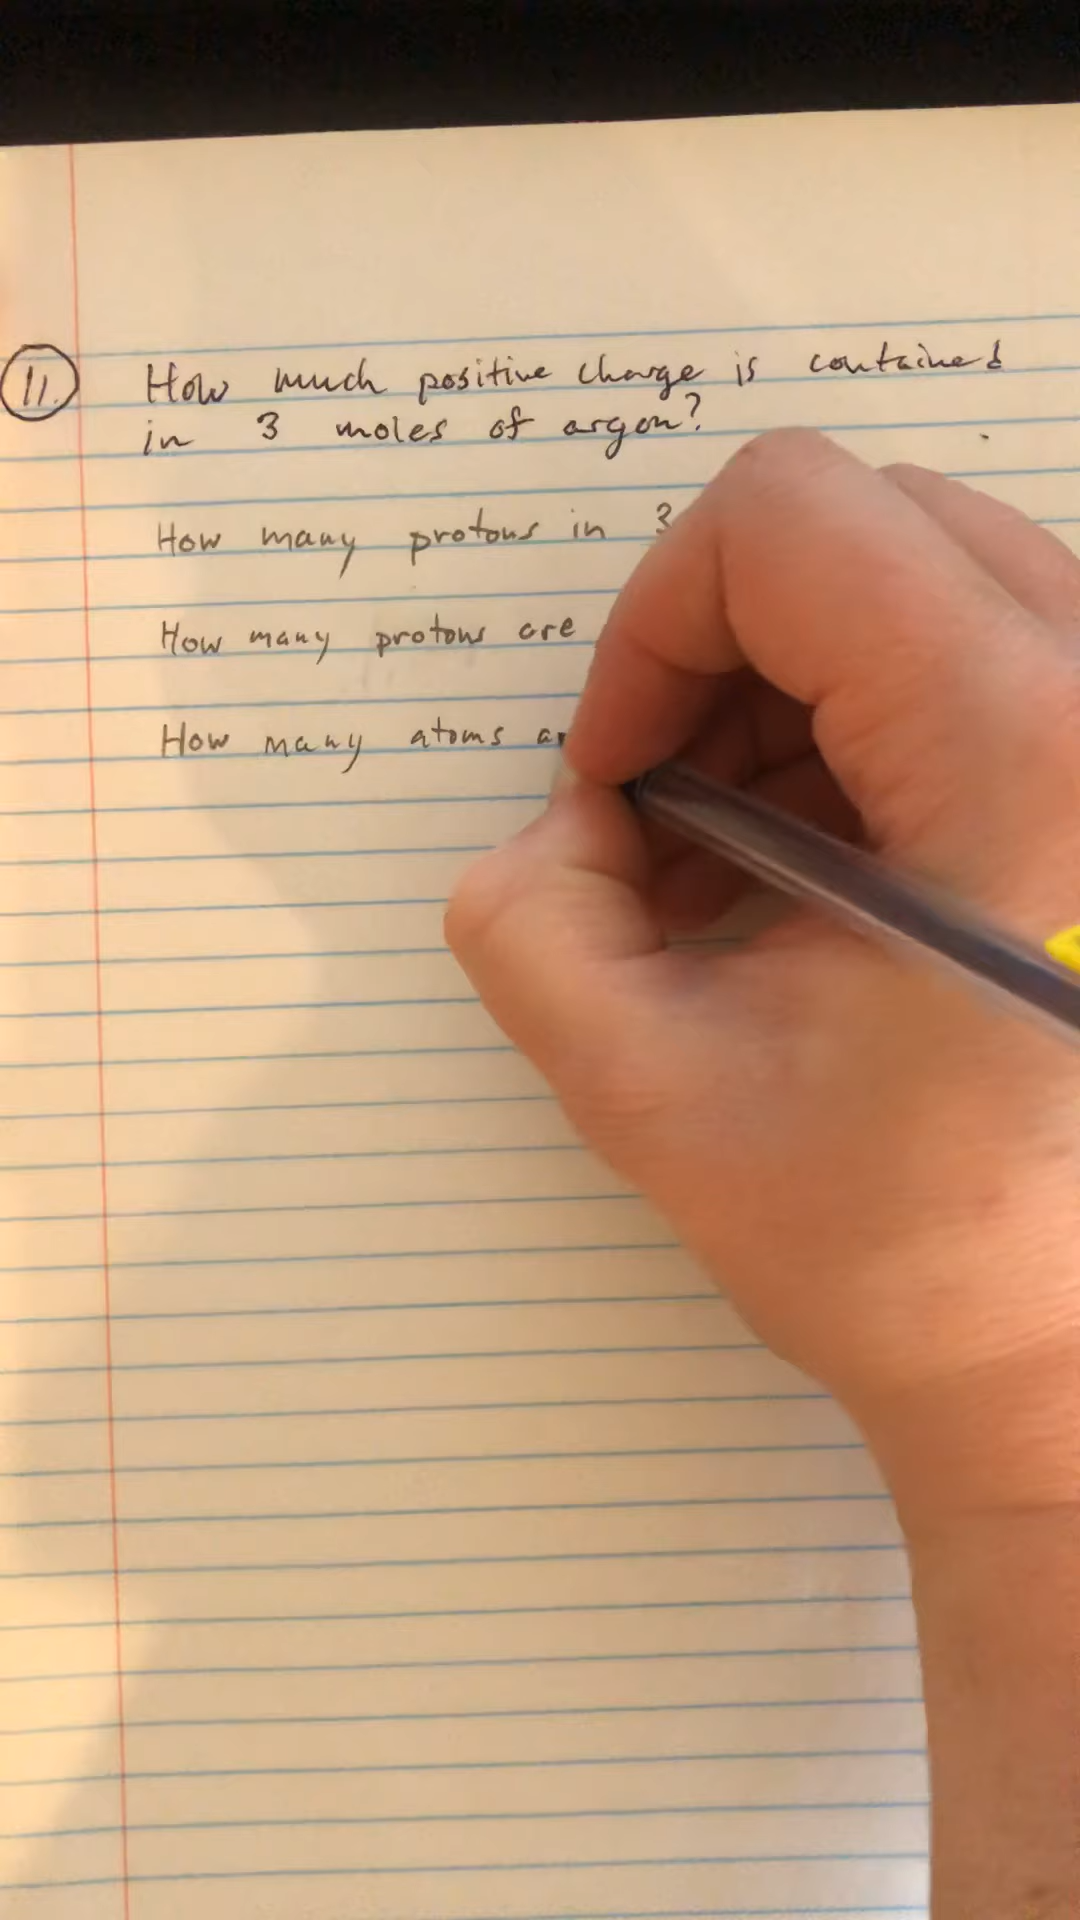 11. How much positive charge is contained
in 3 moles of argon?
How many protons in 3
How many protons are
How many atoms ar